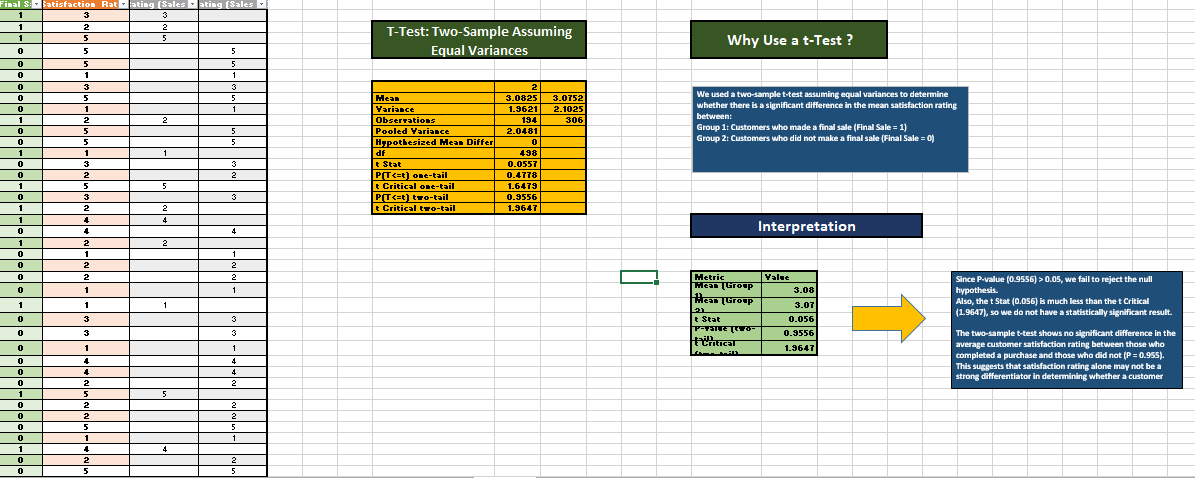 Final S Satisfaction Rat ating (Sales ating (Sales
1 3 3
1 2 2
1 5 5
0 5 5
0 5 5
0 1 1
0 3 3
0 5 5
0 1 1
1 2 2
0 5 5
0 5 5
1 1 1
0 3 3
0 2 2
1 5 5
0 3 3
1 2 2
1 4 4
0 4 4
1 2 2
0 1 1
0 2 2
0 2 2
0 1 1
1 1 1
0 3 3
0 3 3
0 1 1
0 4 4
0 4 4
0 2 2
1 5 5
0 2 2
0 2 2
0 5 5
0 1 1
1 4 4
0 2 2
0 5 5
T-Test: Two-Sample Assuming
Equal Variances
2
Mean 3.0825 3.0752
Variance 1.9621 2.1025
Observations 194 306
Pooled Variance 2.0481
Hypothesized Mean Differ 0
df 498
t Stat 0.0557
P(T<=t) one-tail 0.4778
t Critical one-tail 1.6479
P(T<=t) two-tail 0.9556
t Critical two-tail 1.9647
Why Use a t-Test ?
We used a two-sample t-test assuming equal variances to determine
whether there is a significant difference in the mean satisfaction rating
between:
Group 1: Customers who made a final sale (Final Sale = 1)
Group 2: Customers who did not make a final sale (Final Sale = 0)
Interpretation
Metric Value
Mean (Group
1) 3.08
Mean (Group
2) 3.07
t Stat 0.056
P-value (two-
tail) 0.9556
t Critical
(two-tail) 1.9647
Since P-value (0.9556) > 0.05, we fail to reject the null
hypothesis.
Also, the t Stat (0.056) is much less than the t Critical
(1.9647), so we do not have a statistically significant result.
The two-sample t-test shows no significant difference in the
average customer satisfaction rating between those who
completed a purchase and those who did not (P = 0.955).
This suggests that satisfaction rating alone may not be a
strong differentiator in determining whether a customer